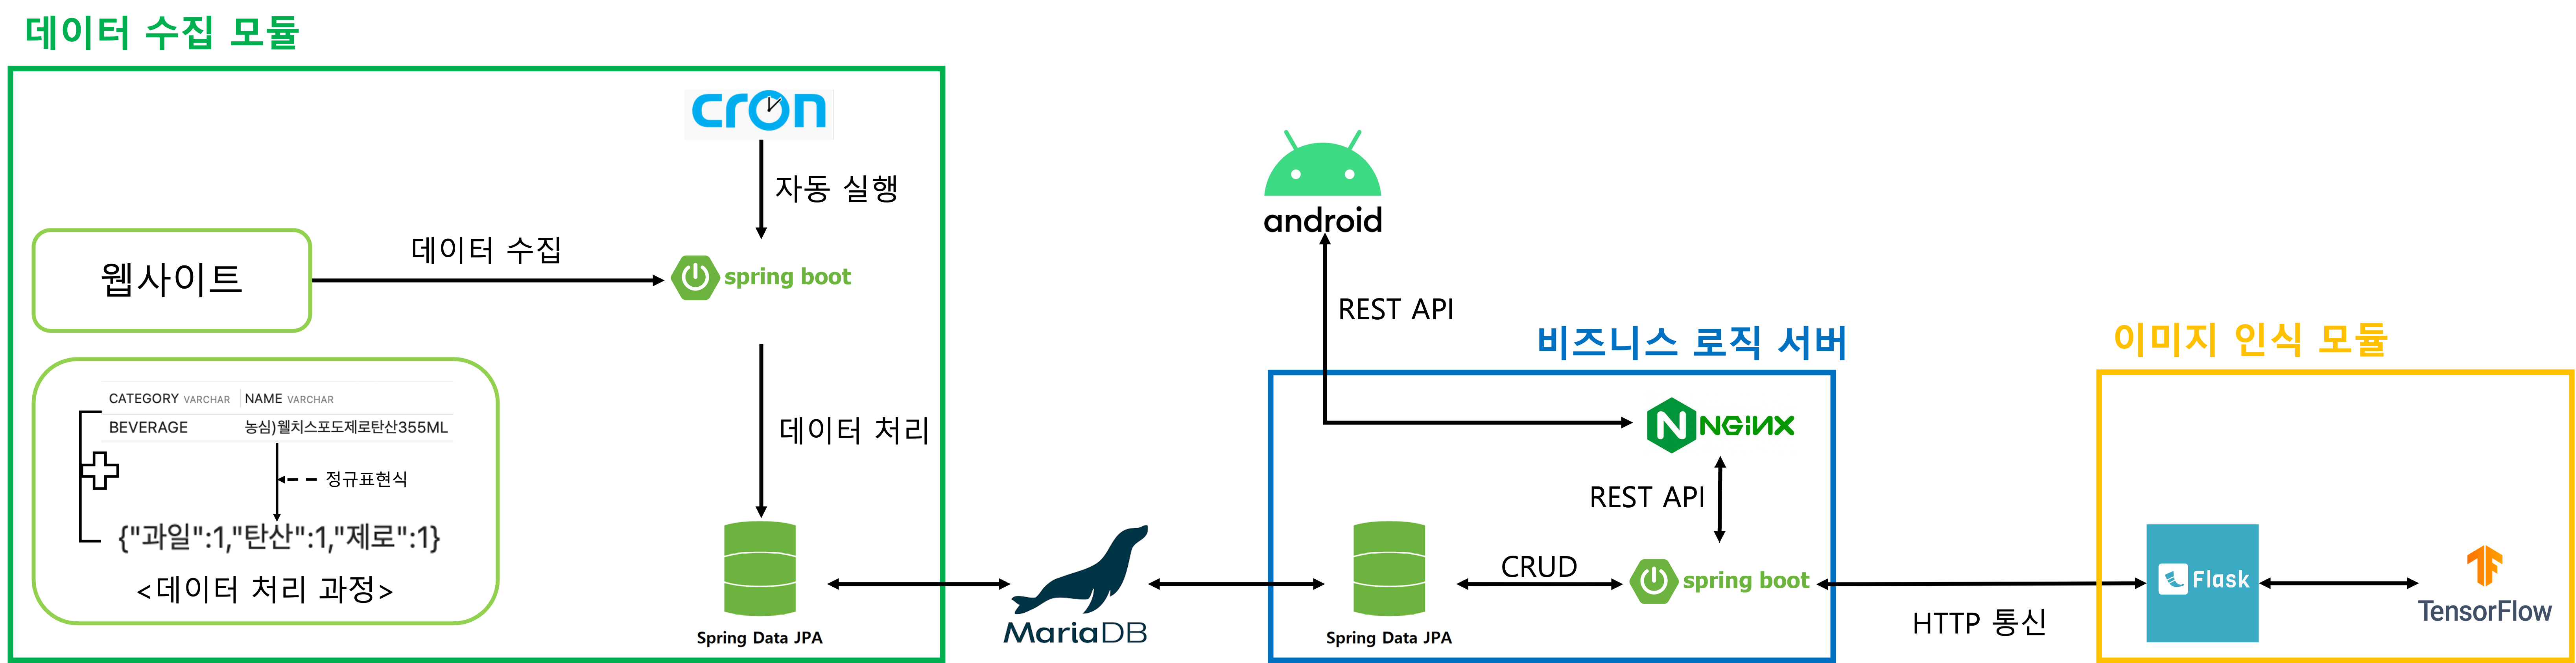 데이터 수집 모듈
cron
자동 실행
웹사이트
데이터 수집
spring boot
CATEGORY VARCHAR NAME VARCHAR
BEVERAGE 농심)웰치스포도제로탄산355ML
정규표현식
{"과일":1,"탄산":1,"제로":1}
<데이터 처리 과정>
데이터 처리
Spring Data JPA
MariaDB
android
REST API
비즈니스 로직 서버
NGINX
REST API
Spring Data JPA
CRUD
spring boot
HTTP 통신
이미지 인식 모듈
Flask
TensorFlow